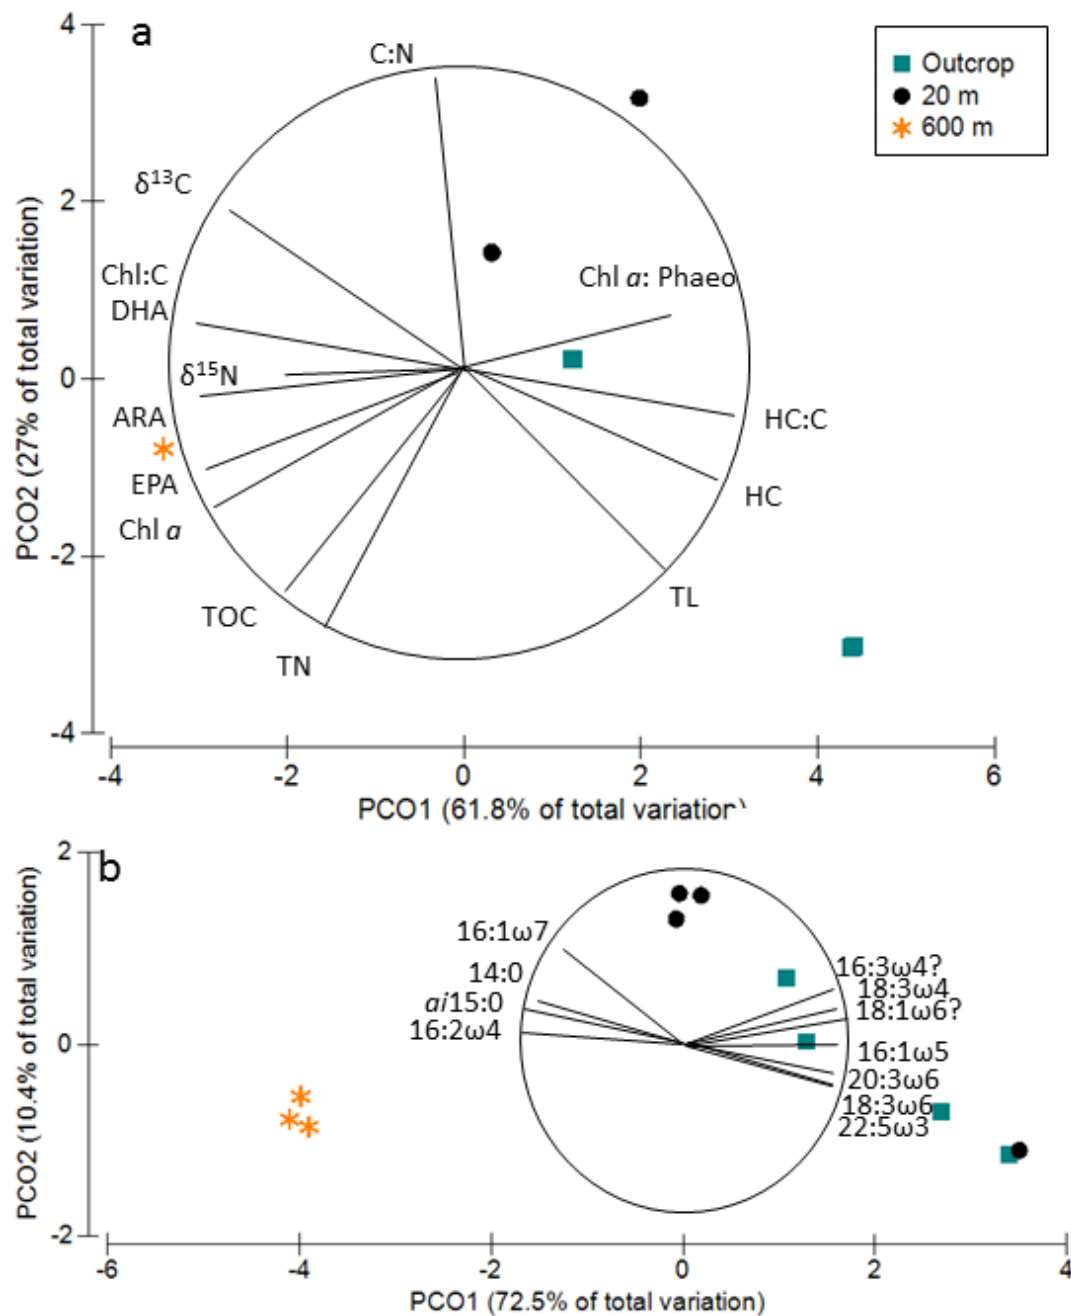 4
a
C:N
Outcrop
20 m
600 m
δ¹³C
2
Chl:C
DHA
Chl a: Phaeo
0
δ¹⁵N
ARA
HC:C
EPA
HC
Chl a
-2
TOC
TL
TN
-4
PCO2 (27% of total variation)
-4 -2 0 2 4 6
PCO1 (61.8% of total variation)
2
b
16:1ω7
14:0
ai15:0
16:2ω4
16:3ω4?
18:3ω4
18:1ω6?
0
16:1ω5
20:3ω6
18:3ω6
22:5ω3
-2
PCO2 (10.4% of total variation)
-6 -4 -2 0 2 4
PCO1 (72.5% of total variation)